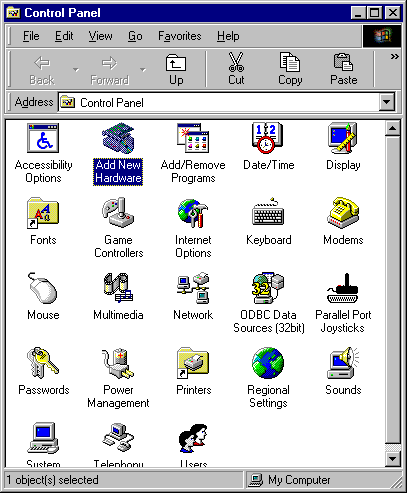 Control Panel
File Edit View Go Favorites Help
Back Forward Up Cut Copy Paste »
Address Control Panel
Accessibility Options
Add New Hardware
Add/Remove Programs
Date/Time
Display
Fonts
Game Controllers
Internet Options
Keyboard
Modems
Mouse
Multimedia
Network
ODBC Data Sources (32bit)
Parallel Port Joysticks
Passwords
Power Management
Printers
Regional Settings
Sounds
System
Telephony
Users
1 object(s) selected
My Computer